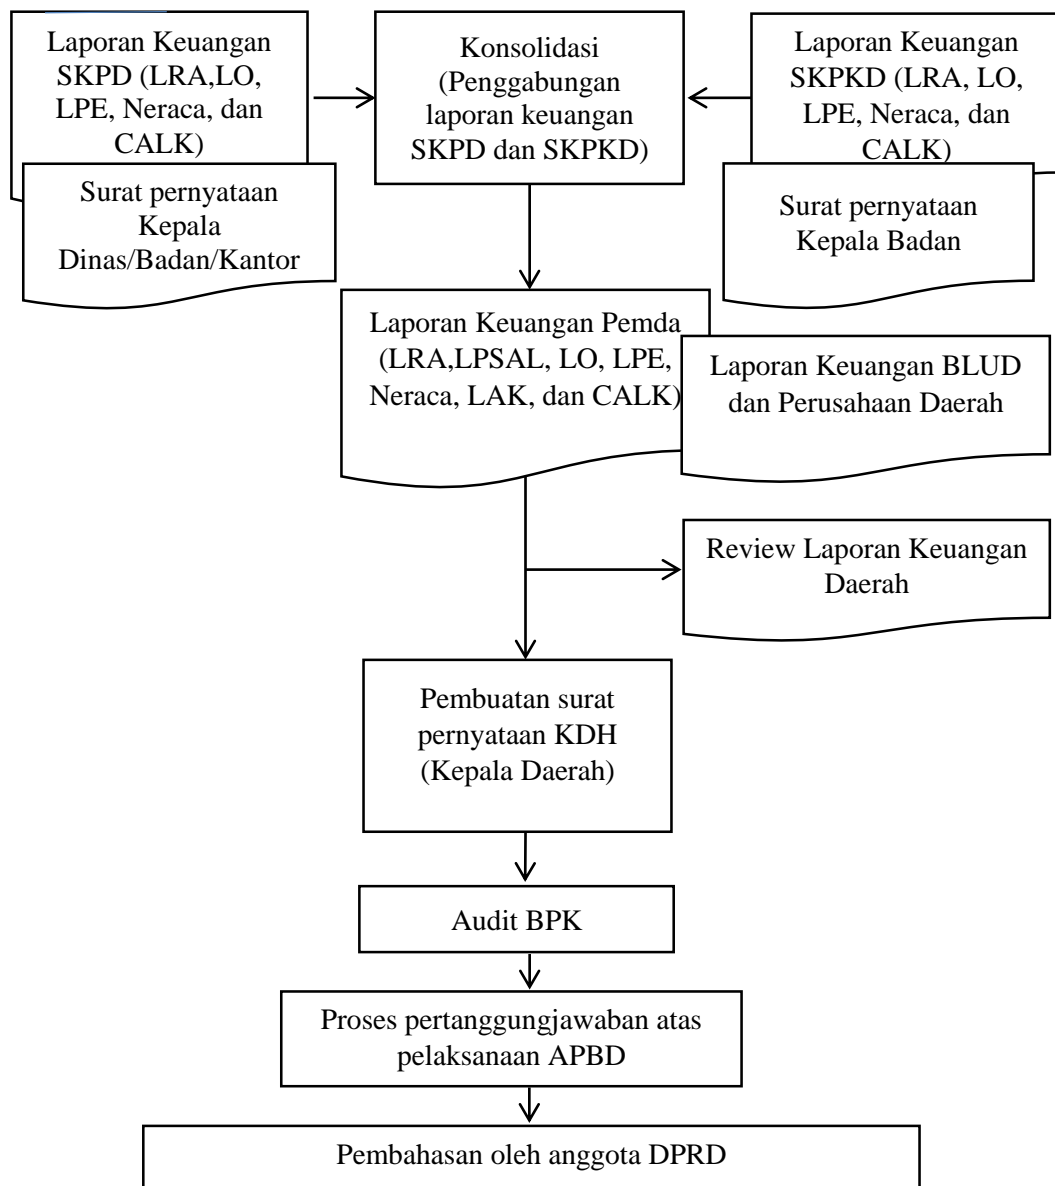 Laporan Keuangan
SKPD (LRA,LO,
LPE, Neraca, dan
CALK)
Surat pernyataan
Kepala
Dinas/Badan/Kantor
Konsolidasi
(Penggabungan
laporan keuangan
SKPD dan SKPKD)
Laporan Keuangan
SKPKD (LRA, LO,
LPE, Neraca, dan
CALK)
Surat pernyataan
Kepala Badan
Laporan Keuangan Pemda
(LRA,LPSAL, LO, LPE,
Neraca, LAK, dan CALK)
Laporan Keuangan BLUD
dan Perusahaan Daerah
Review Laporan Keuangan
Daerah
Pembuatan surat
pernyataan KDH
(Kepala Daerah)
Audit BPK
Proses pertanggungjawaban atas
pelaksanaan APBD
Pembahasan oleh anggota DPRD